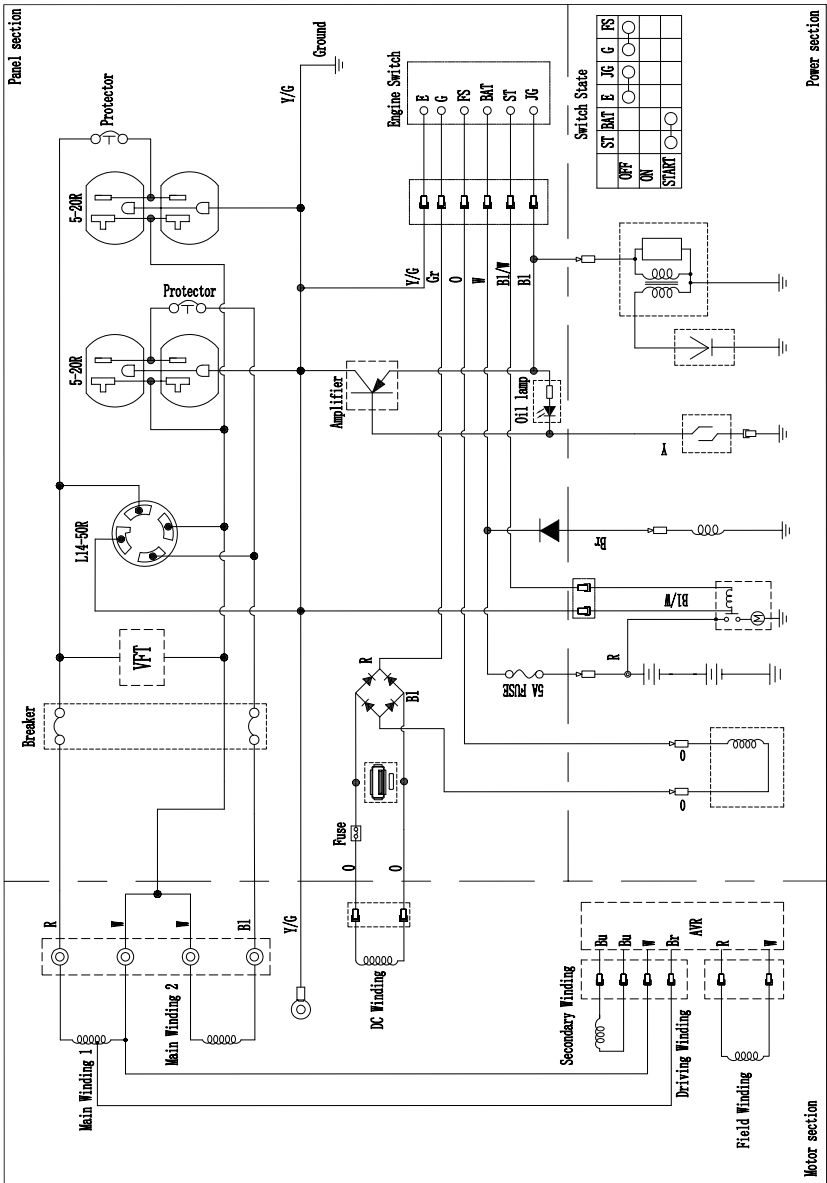 Panel section
Power section
Motor section
Protector
5-20R
Protector
5-20R
L14-50R
VFT
Breaker
Ground
Y/G
Engine Switch
E
G
FS
BAT
ST
JG
Switch State
ST BAT E JG G FS
OFF
ON
START
Y/G
Gr
O
W
Bl/W
Bl
Amplifier
Oil lamp
Y
Br
Bl/W
M
R
5A FUSE
R
Bl
Fuse
O
O
O
O
R
W
W
Bl
Y/G
Main Winding 1
Main Winding 2
DC Winding
Secondary Winding
Driving Winding
Field Winding
AVR
Bu
Bu
W
Br
R
W